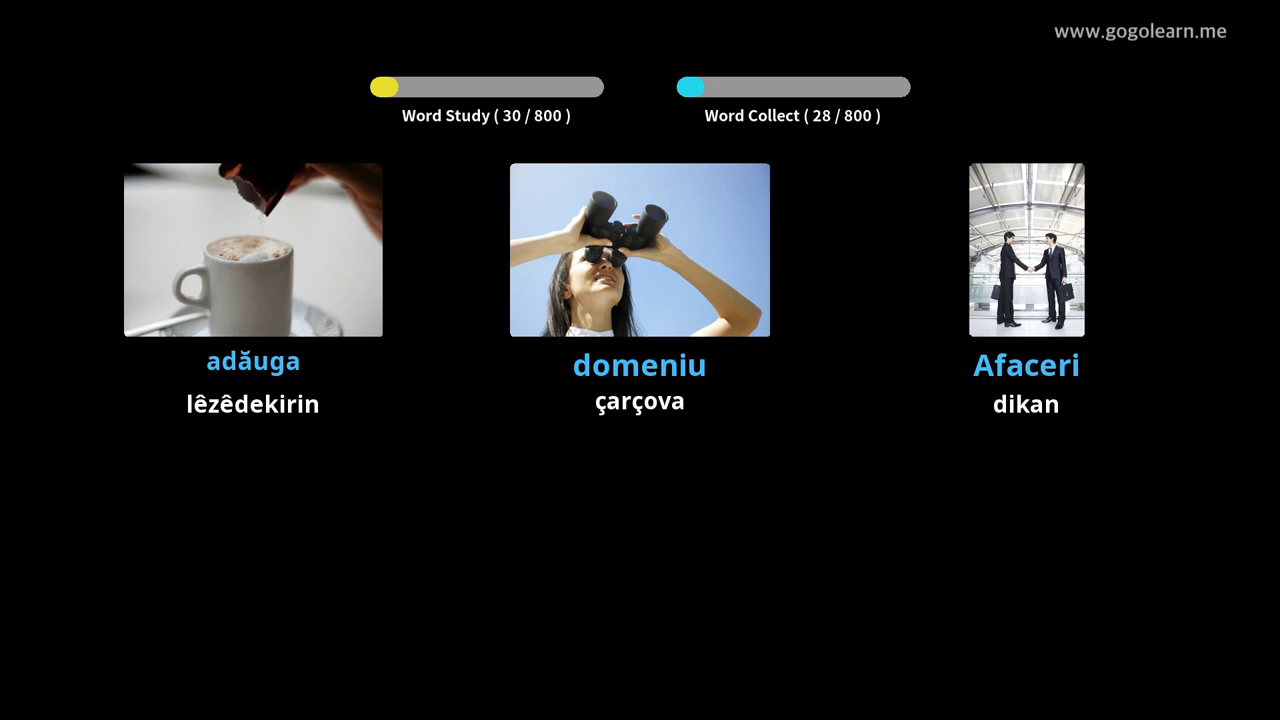 www.gogolearn.me
Word Study ( 30 / 800 )
Word Collect ( 28 / 800 )
adăuga
domeniu
Afaceri
lêzêdekirin
çarçova
dikan